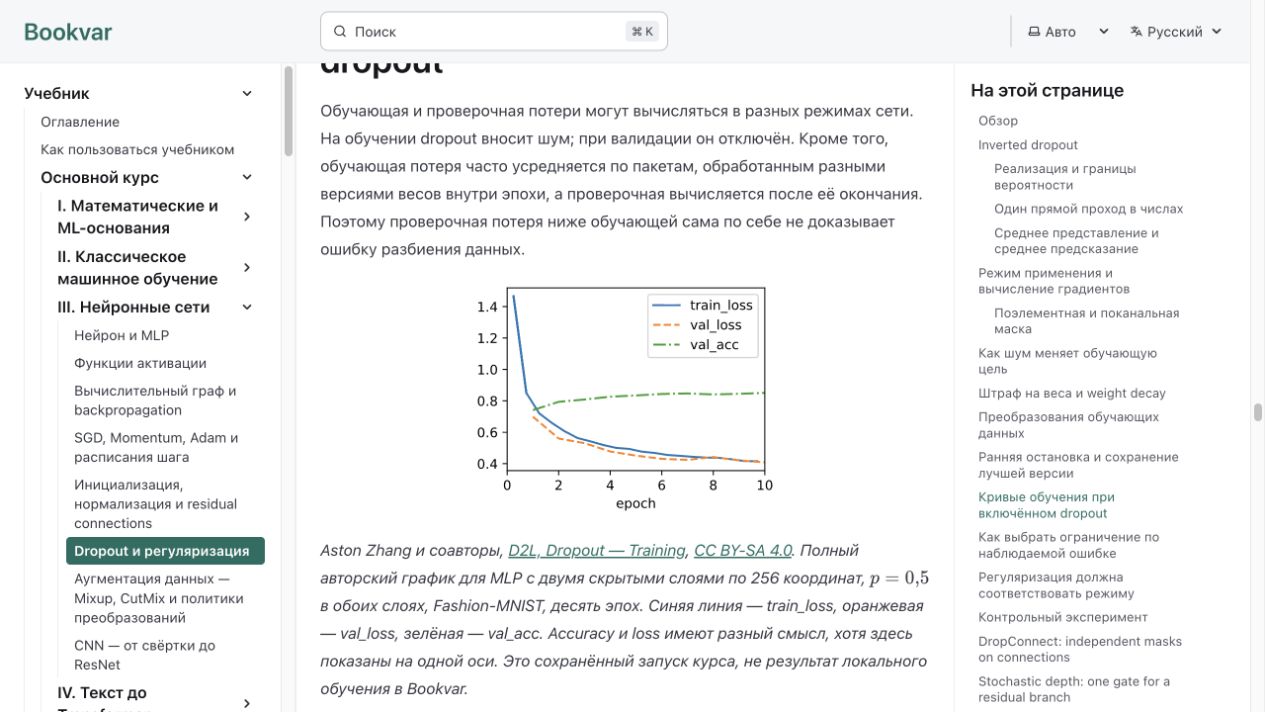 Bookvar
Поиск
⌘ K
Авто
Русский
Учебник
Оглавление
Как пользоваться учебником
Основной курс
I. Математические и
ML-основания
II. Классическое
машинное обучение
III. Нейронные сети
Нейрон и MLP
Функции активации
Вычислительный граф и
backpropagation
SGD, Momentum, Adam и
расписания шага
Инициализация,
нормализация и residual
connections
Dropout и регуляризация
Аугментация данных —
Mixup, CutMix и политики
преобразований
CNN — от свёртки до
ResNet
IV. Текст до
dropout
Обучающая и проверочная потери могут вычисляться в разных режимах сети.
На обучении dropout вносит шум; при валидации он отключён. Кроме того,
обучающая потеря часто усредняется по пакетам, обработанным разными
версиями весов внутри эпохи, а проверочная вычисляется после её окончания.
Поэтому проверочная потеря ниже обучающей сама по себе не доказывает
ошибку разбиения данных.
train_loss
val_loss
val_acc
1.4
1.2
1.0
0.8
0.6
0.4
0 2 4 6 8 10
epoch
Aston Zhang и соавторы, D2L, Dropout — Training, CC BY-SA 4.0. Полный
авторский график для MLP с двумя скрытыми слоями по 256 координат, p = 0,5
в обоих слоях, Fashion-MNIST, десять эпох. Синяя линия — train_loss, оранжевая
— val_loss, зелёная — val_acc. Accuracy и loss имеют разный смысл, хотя здесь
показаны на одной оси. Это сохранённый запуск курса, не результат локального
обучения в Bookvar.
На этой странице
Обзор
Inverted dropout
Реализация и границы
вероятности
Один прямой проход в числах
Среднее представление и
среднее предсказание
Режим применения и
вычисление градиентов
Поэлементная и поканальная
маска
Как шум меняет обучающую
цель
Штраф на веса и weight decay
Преобразования обучающих
данных
Ранняя остановка и сохранение
лучшей версии
Кривые обучения при
включённом dropout
Как выбрать ограничение по
наблюдаемой ошибке
Регуляризация должна
соответствовать режиму
Контрольный эксперимент
DropConnect: independent masks
on connections
Stochastic depth: one gate for a
residual branch